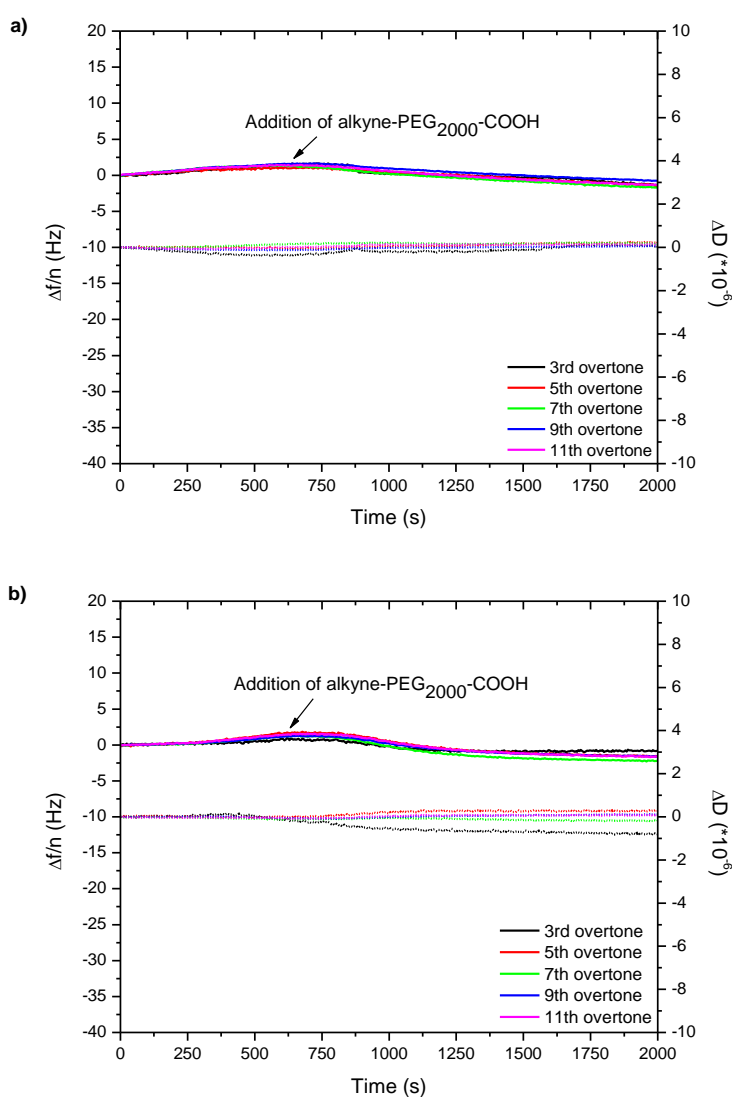 a)
20
15
10
5
0
-5
-10
-15
-20
-25
-30
-35
-40
Δf/n (Hz)
Addition of alkyne-PEG2000-COOH
10
8
6
4
2
0
-2
-4
-6
-8
-10
ΔD (*10-6)
3rd overtone
5th overtone
7th overtone
9th overtone
11th overtone
0 250 500 750 1000 1250 1500 1750 2000
Time (s)
b)
20
15
10
5
0
-5
-10
-15
-20
-25
-30
-35
-40
Δf/n (Hz)
Addition of alkyne-PEG2000-COOH
10
8
6
4
2
0
-2
-4
-6
-8
-10
ΔD (*10-6)
3rd overtone
5th overtone
7th overtone
9th overtone
11th overtone
0 250 500 750 1000 1250 1500 1750 2000
Time (s)